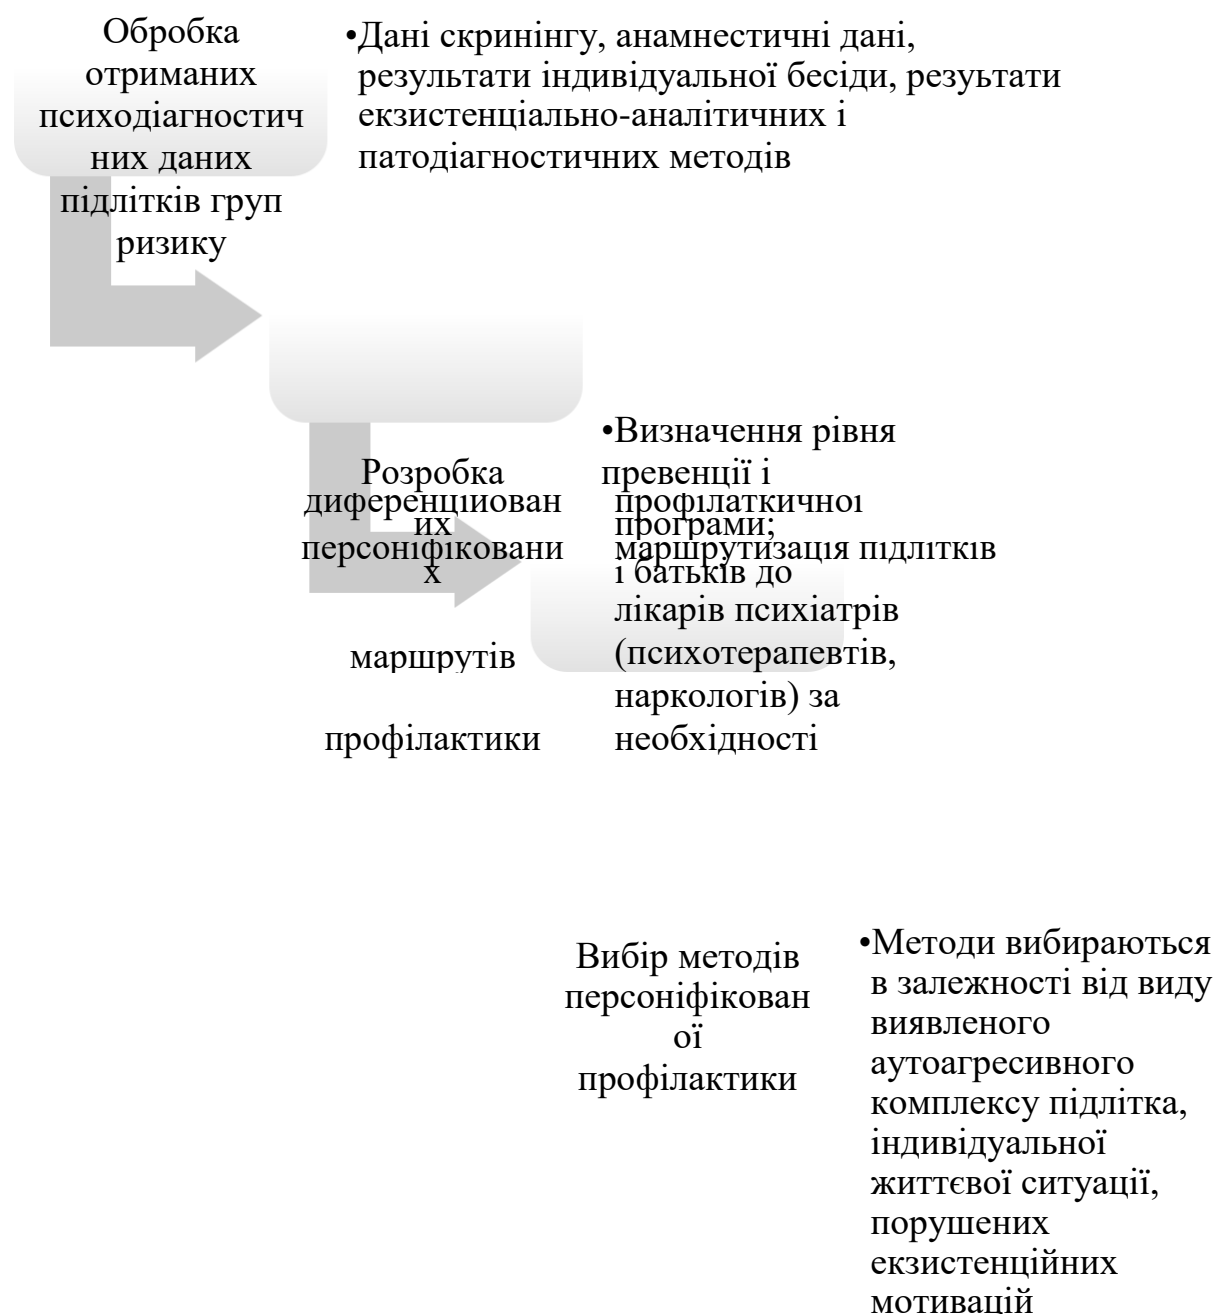 Обробка
отриманих
психодіагностич
них даних
підлітків груп
ризику
•Дані скринінгу, анамнестичні дані,
результати індивідуальної бесіди, резуьтати
екзистенціально-аналітичних і
патодіагностичних методів
Розробка
диференційован
их
персоніфіковани
х
маршрутів
профілактики
•Визначення рівня
превенції і
профілаткичної
програми;
маршрутизація підлітків
і батьків до
лікарів психіатрів
(психотерапевтів,
наркологів) за
необхідності
Вибір методів
персоніфікован
ої
профілактики
•Методи вибираються
в залежності від виду
виявленого
аутоагресивного
комплексу підлітка,
індивідуальної
життєвої ситуації,
порушених
екзистенційних
мотивацій